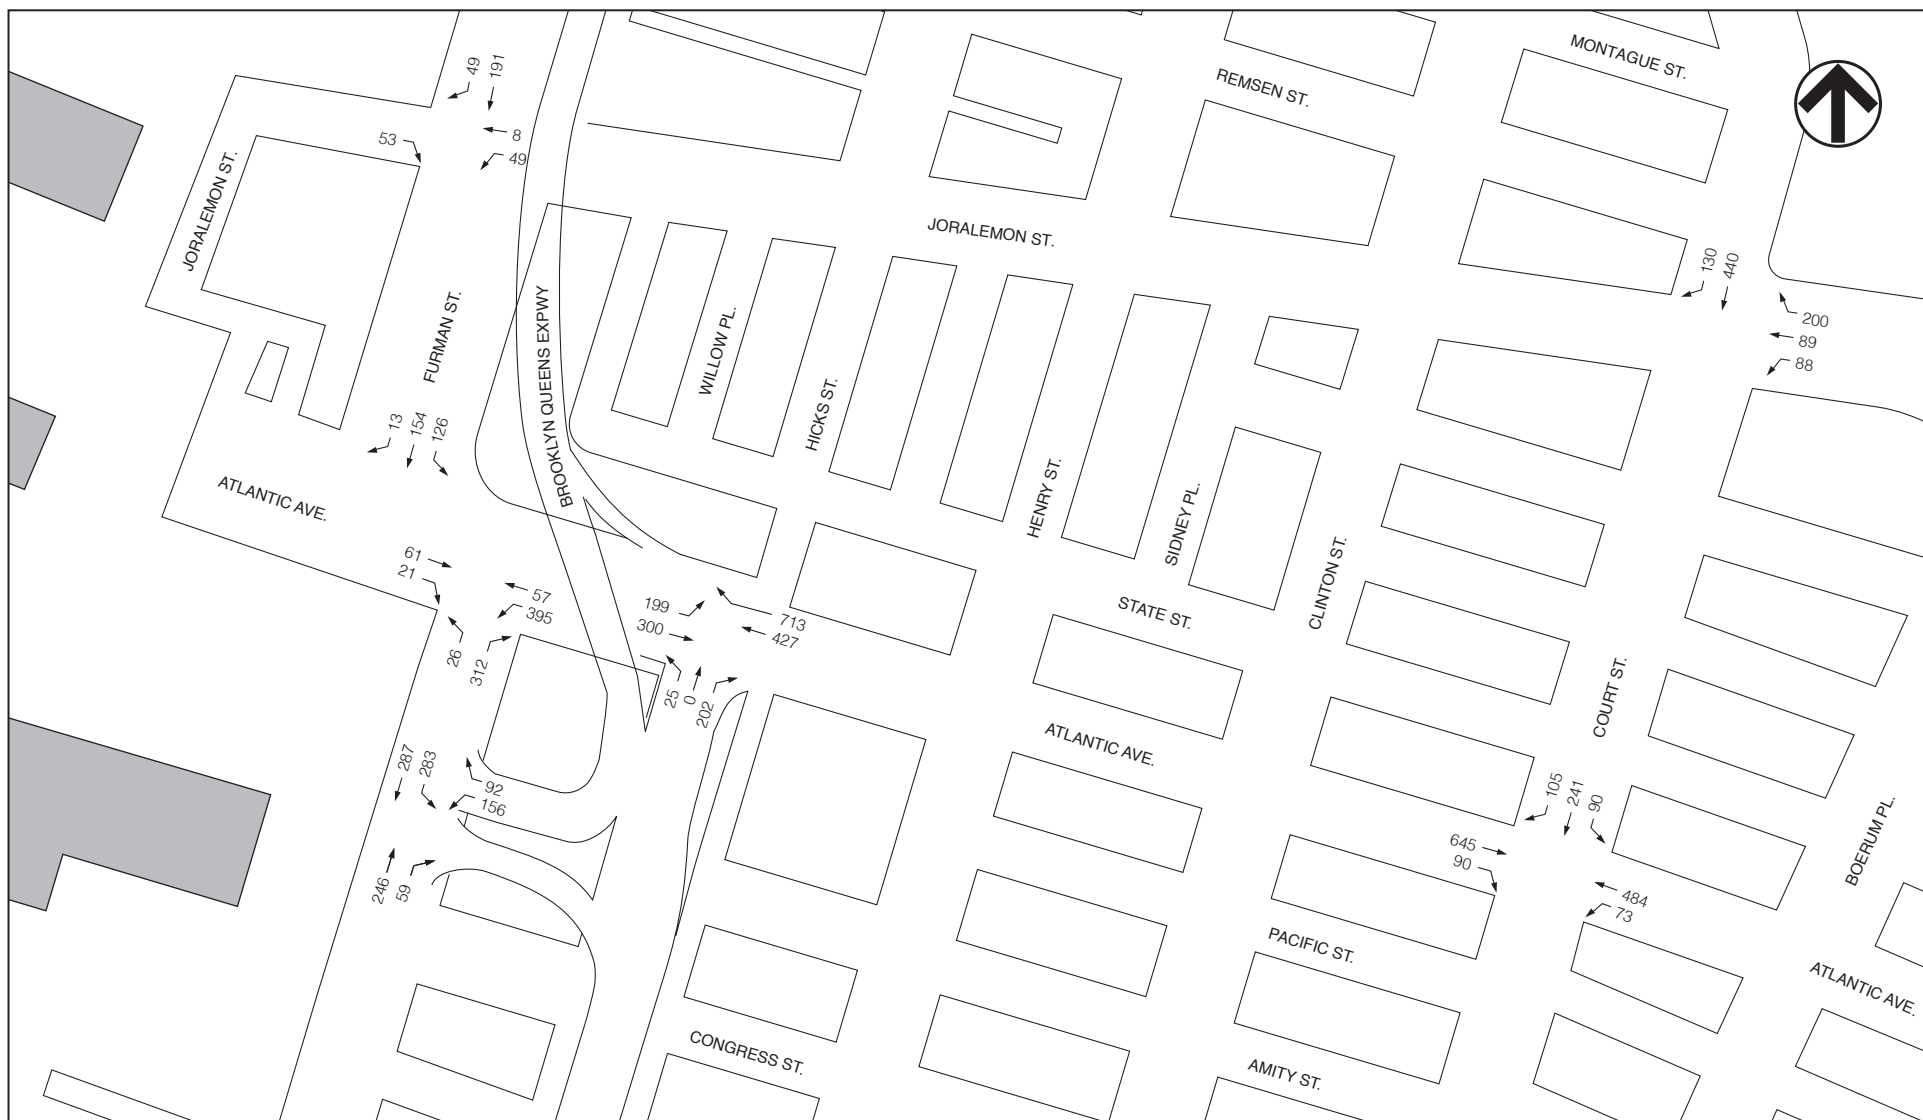 MONTAGUE ST.
REMSEN ST.
49
191
8
53
49
JORALEMON ST.
JORALEMON ST.
130
440
200
89
88
FURMAN ST.
BROOKLYN QUEENS EXPWY
WILLOW PL.
HICKS ST.
HENRY ST.
SIDNEY PL.
CLINTON ST.
13
154
126
ATLANTIC AVE.
61
21
57
395
26
312
199
300
713
427
25
0
202
STATE ST.
COURT ST.
ATLANTIC AVE.
287
283
92
156
246
59
105
241
90
645
90
484
73
BOERUM PL.
PACIFIC ST.
ATLANTIC AVE.
CONGRESS ST.
AMITY ST.